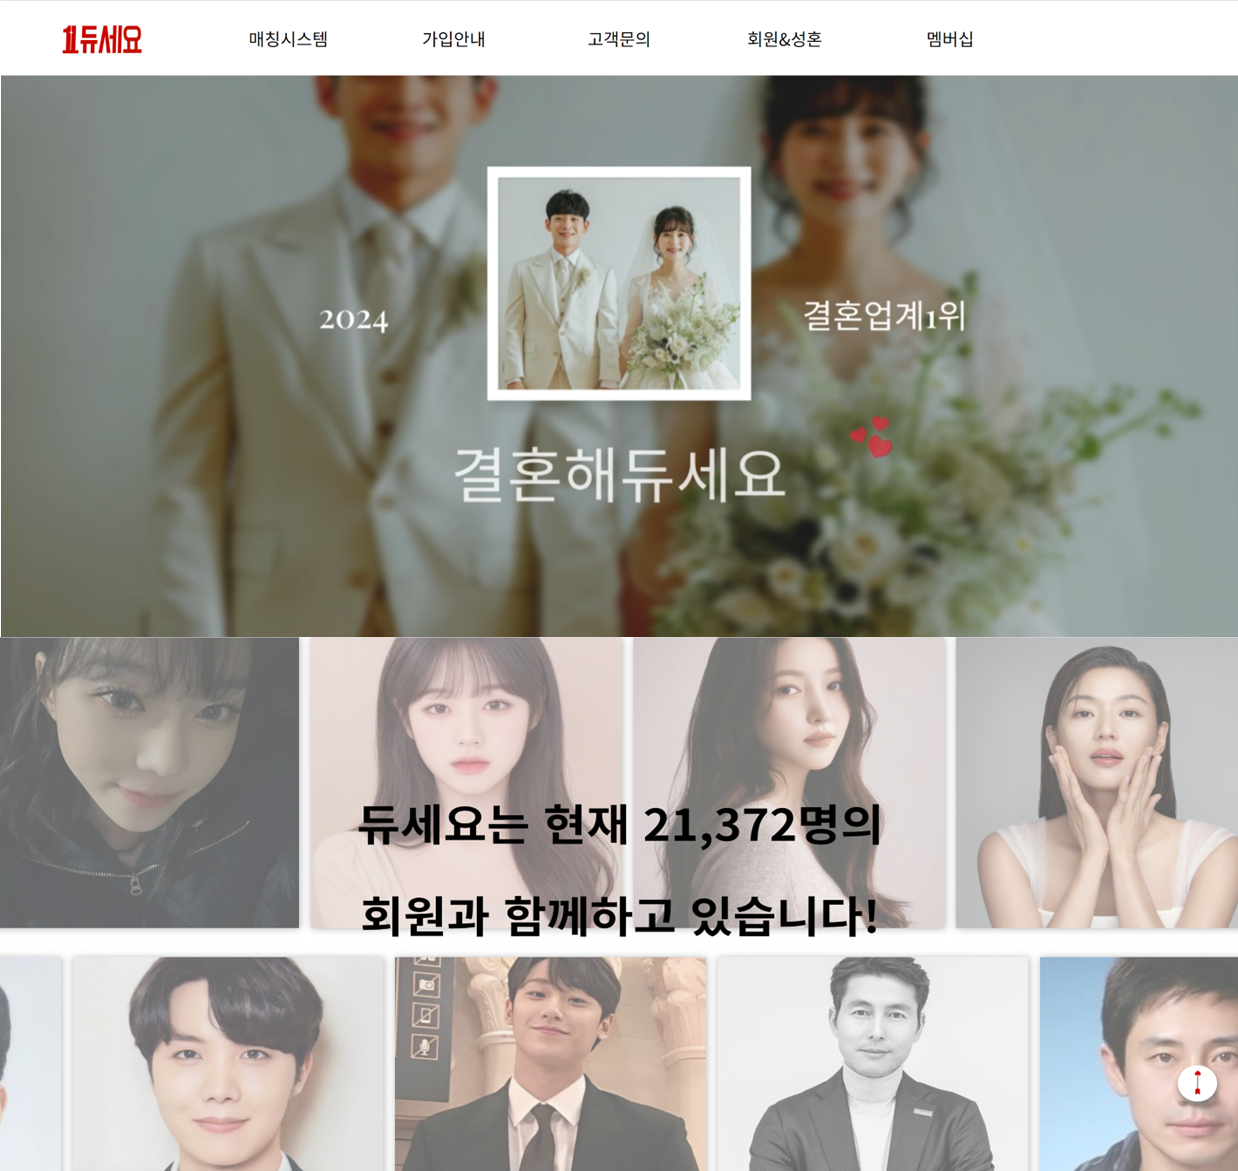 듀세요
매칭시스템
가입안내
고객문의
회원&성혼
멤버십
2024
결혼업계1위
결혼해듀세요
듀세요는 현재 21,372명의
회원과 함께하고 있습니다!